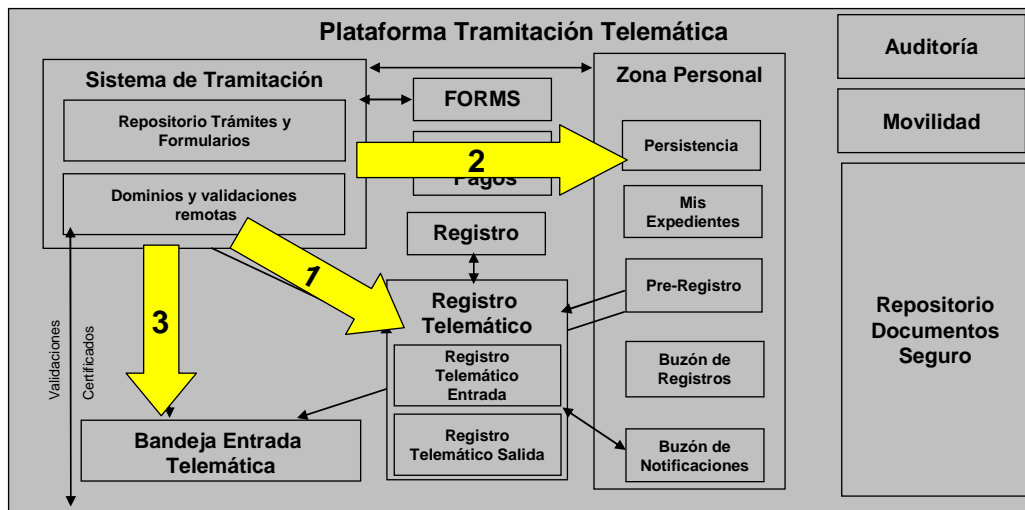 Plataforma Tramitación Telemática
Sistema de Tramitación
Repositorio Trámites y
Formularios
Dominios y validaciones
remotas
FORMS
2
Pagos
Registro
1
3
Registro
Telemático
Registro
Telemático
Entrada
Registro
Telemático Salida
Bandeja Entrada
Telemática
Validaciones
Certificados
Zona Personal
Persistencia
Mis
Expedientes
Pre-Registro
Buzón de
Registros
Buzón de
Notificaciones
Auditoría
Movilidad
Repositorio
Documentos
Seguro